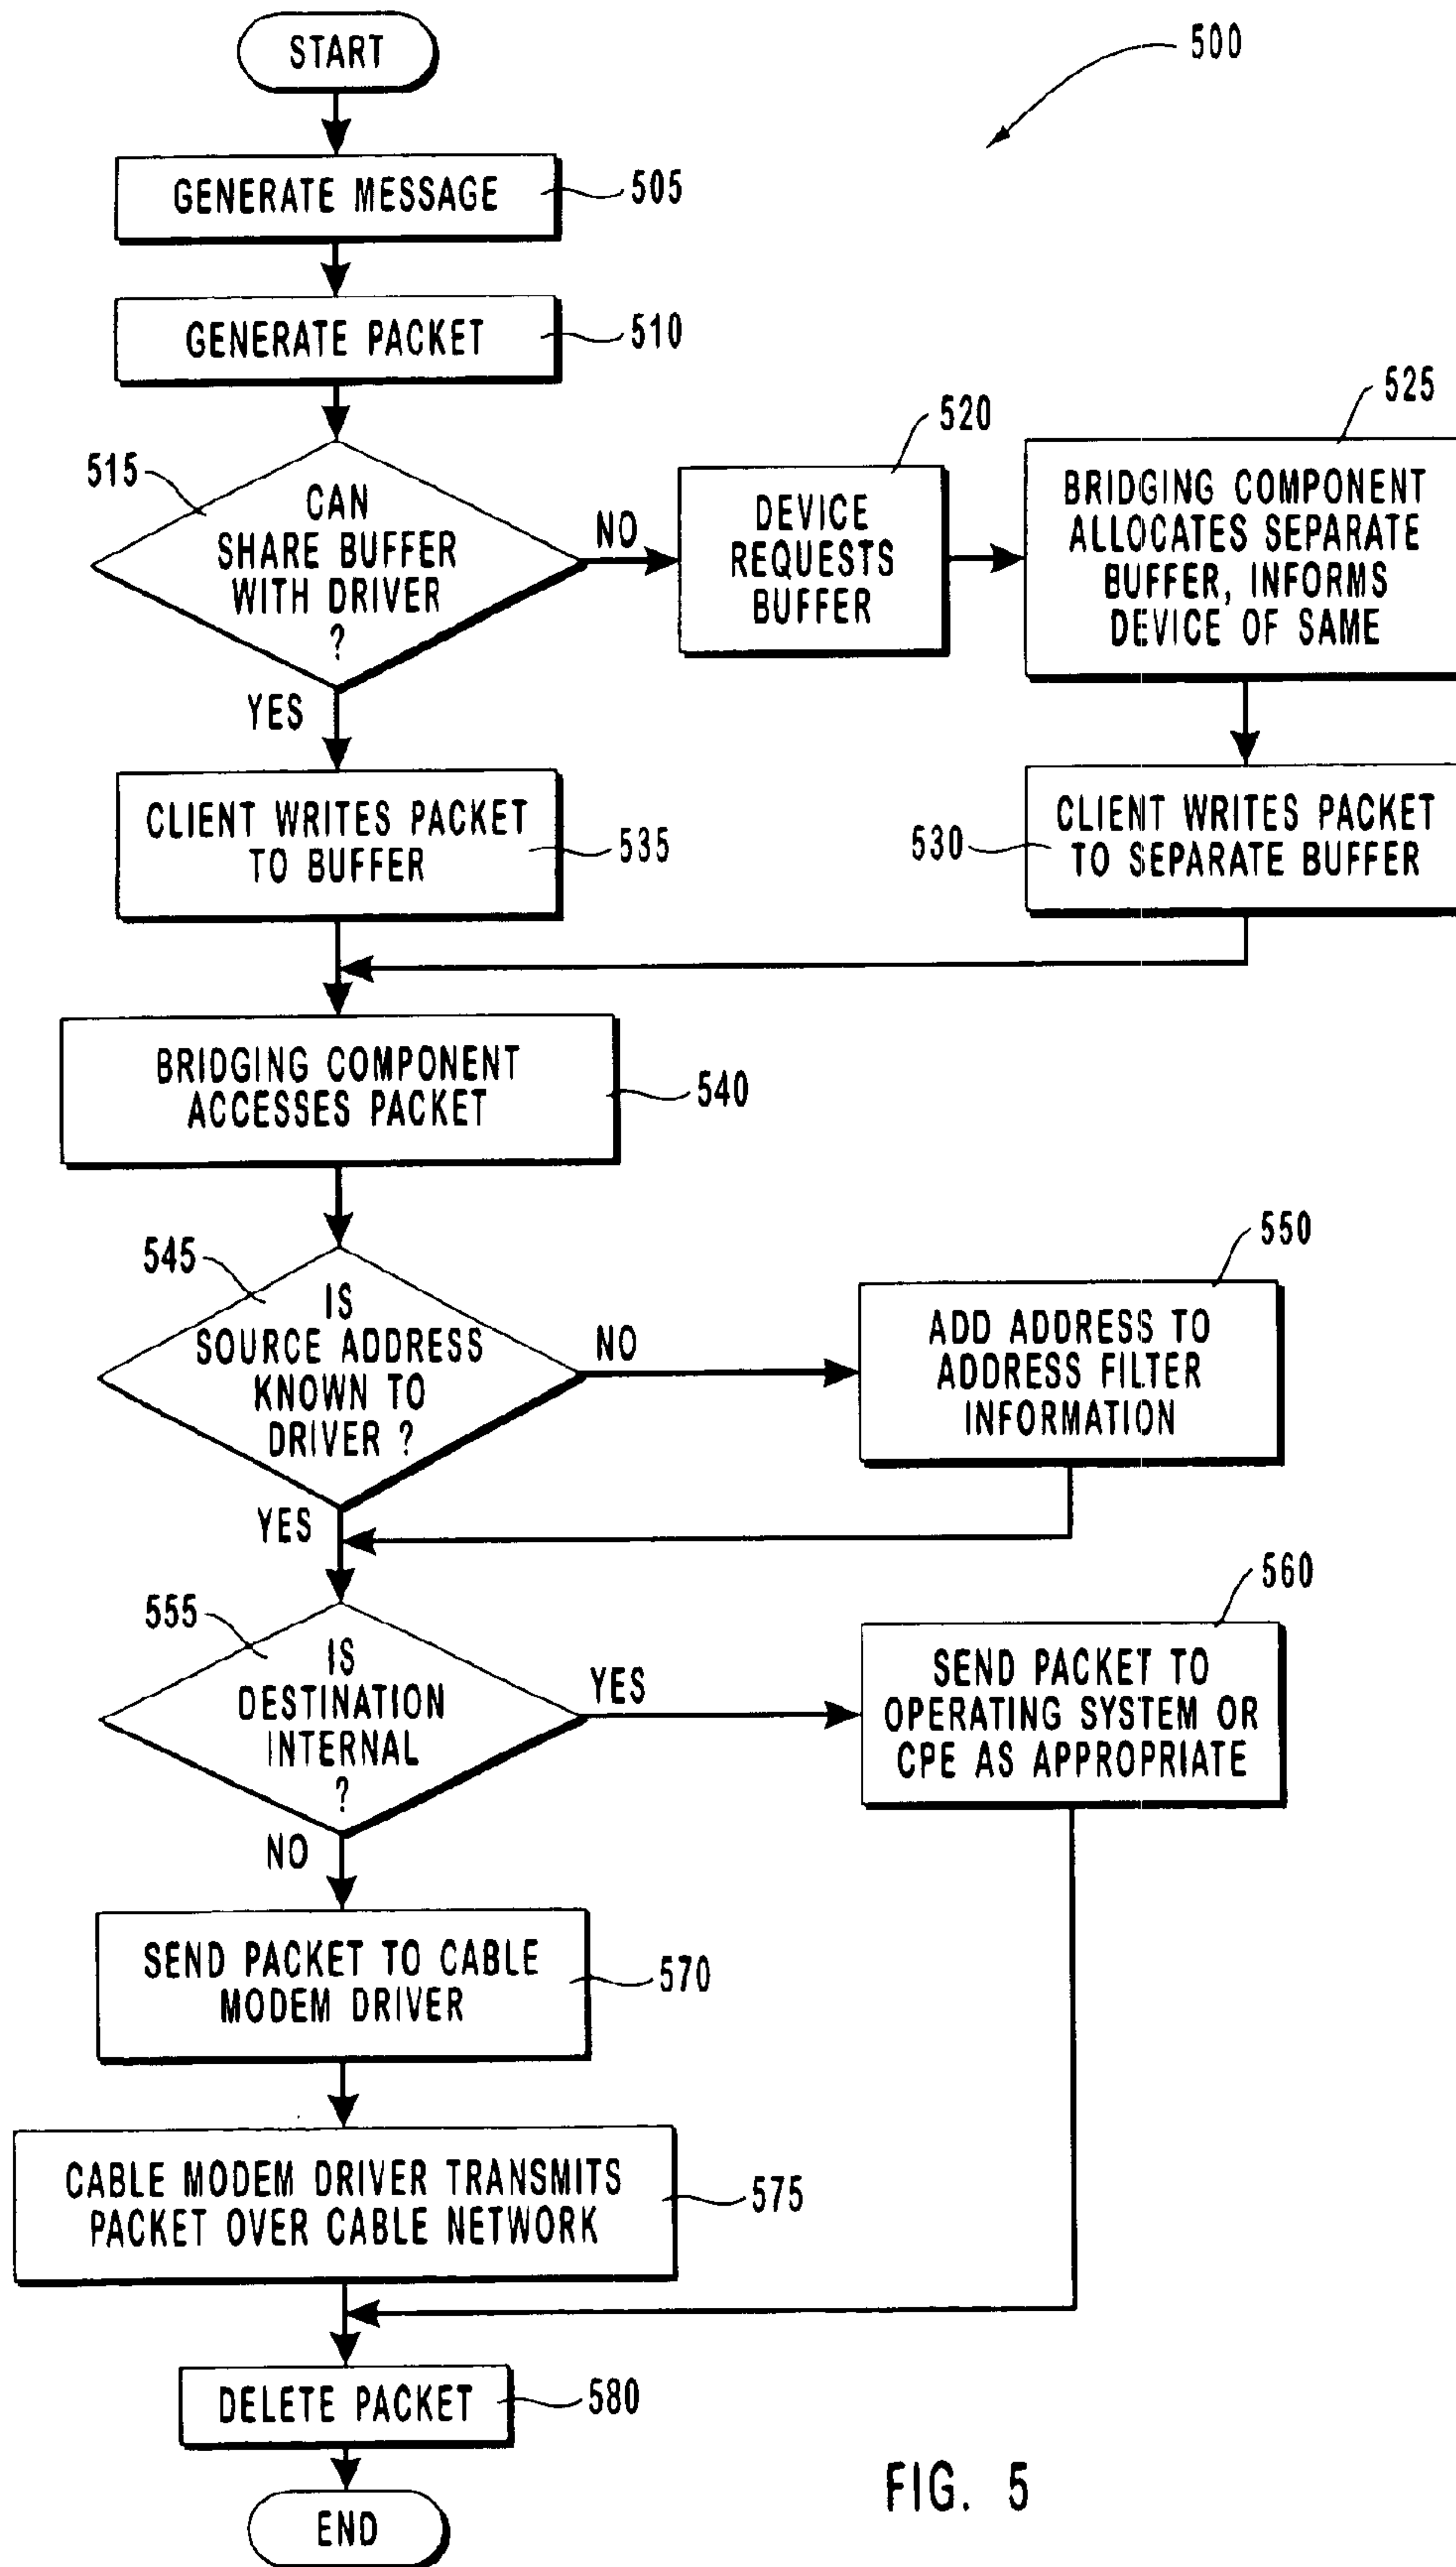 START
500
GENERATE MESSAGE
505
GENERATE PACKET
510
515
CAN
SHARE BUFFER
WITH DRIVER
?
NO
YES
520
DEVICE
REQUESTS
BUFFER
525
BRIDGING COMPONENT
ALLOCATES SEPARATE
BUFFER, INFORMS
DEVICE OF SAME
CLIENT WRITES PACKET
TO BUFFER
535
530
CLIENT WRITES PACKET
TO SEPARATE BUFFER
BRIDGING COMPONENT
ACCESSES PACKET
540
545
IS
SOURCE ADDRESS
KNOWN TO
DRIVER ?
NO
YES
550
ADD ADDRESS TO
ADDRESS FILTER
INFORMATION
555
IS
DESTINATION
INTERNAL
?
YES
NO
560
SEND PACKET TO
OPERATING SYSTEM OR
CPE AS APPROPRIATE
SEND PACKET TO CABLE
MODEM DRIVER
570
CABLE MODEM DRIVER TRANSMITS
PACKET OVER CABLE NETWORK
575
DELETE PACKET
580
END
FIG. 5